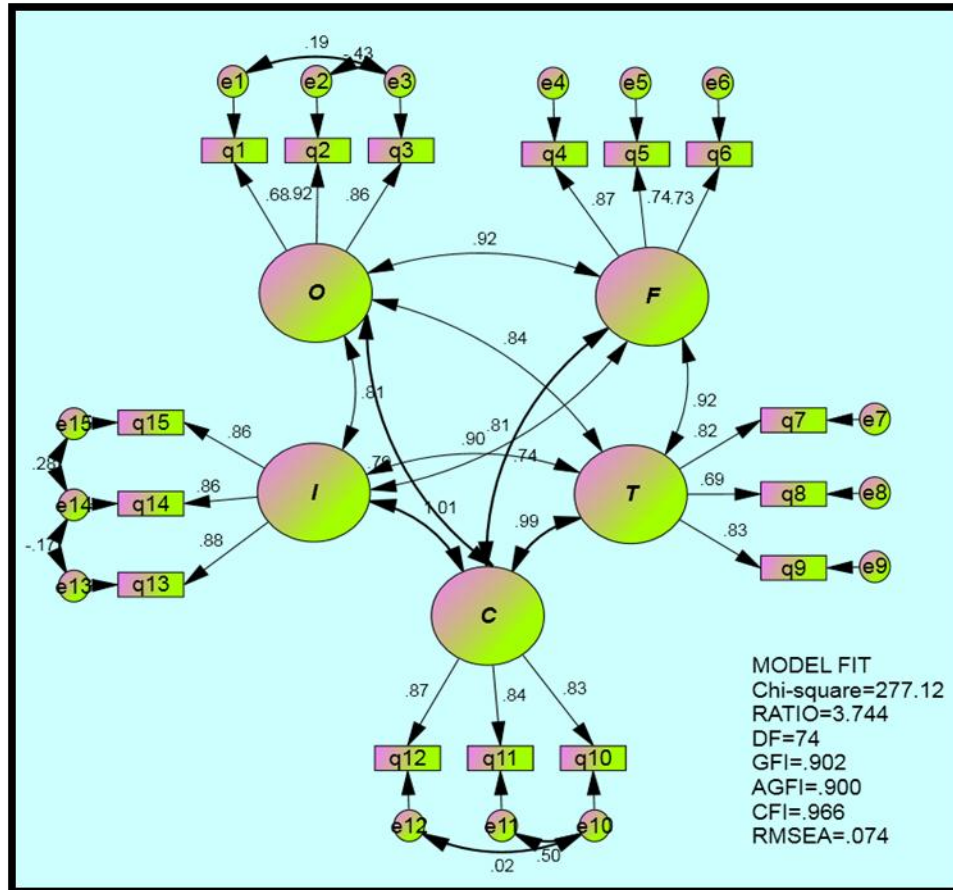 .19
-.43
e1 e2 e3 e4 e5 e6
q1 q2 q3 q4 q5 q6
.68 .92 .86 .87 .74 .73
.92
O F
.84
.81 .81 .92
e15 q15 .86 .90 .79 .74 .82 q7 e7
.28 .86 I T .69
e14 q14 1.01 q8 e8
-.17 .88 .99 .83
e13 q13 q9 e9
C
.87 .84 .83
q12 q11 q10
e12 e11 e10
.02 .50
MODEL FIT
Chi-square=277.12
RATIO=3.744
DF=74
GFI=.902
AGFI=.900
CFI=.966
RMSEA=.074